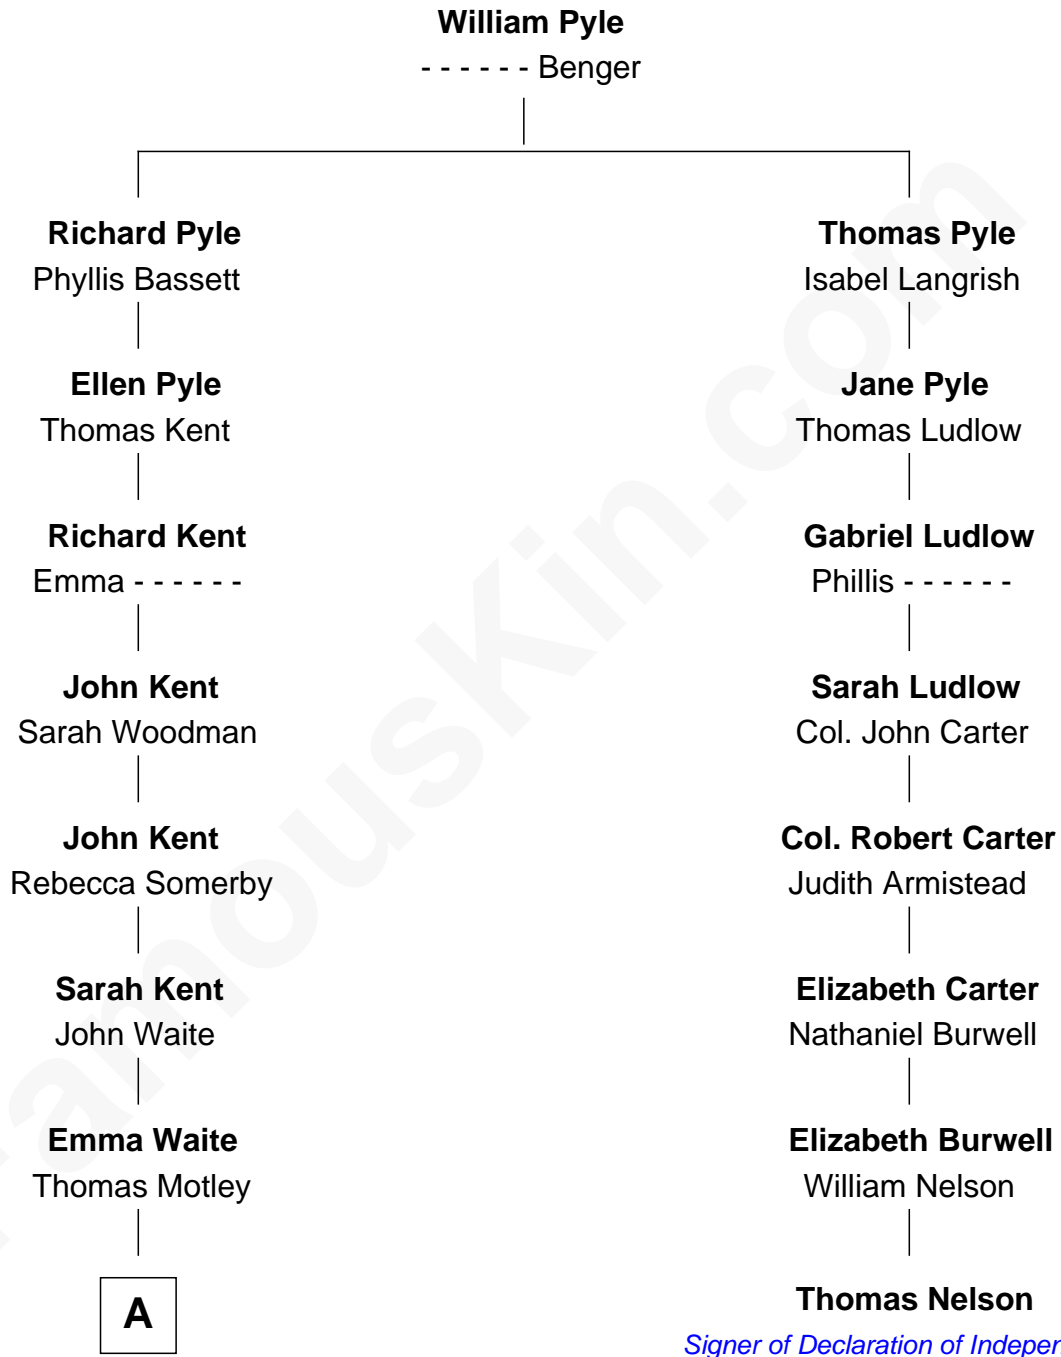 William Pyle
- - - - - - Benger
Richard Pyle
Phyllis Bassett
Ellen Pyle
Thomas Kent
Richard Kent
Emma - - - - - -
John Kent
Sarah Woodman
John Kent
Rebecca Somerby
Sarah Kent
John Waite
Emma Waite
Thomas Motley
A
Thomas Pyle
Isabel Langrish
Jane Pyle
Thomas Ludlow
Gabriel Ludlow
Phillis - - - - - -
Sarah Ludlow
Col. John Carter
Col. Robert Carter
Judith Armistead
Elizabeth Carter
Nathaniel Burwell
Elizabeth Burwell
William Nelson
Thomas Nelson
Signer of Declaration of Indeper
FamousKin.com